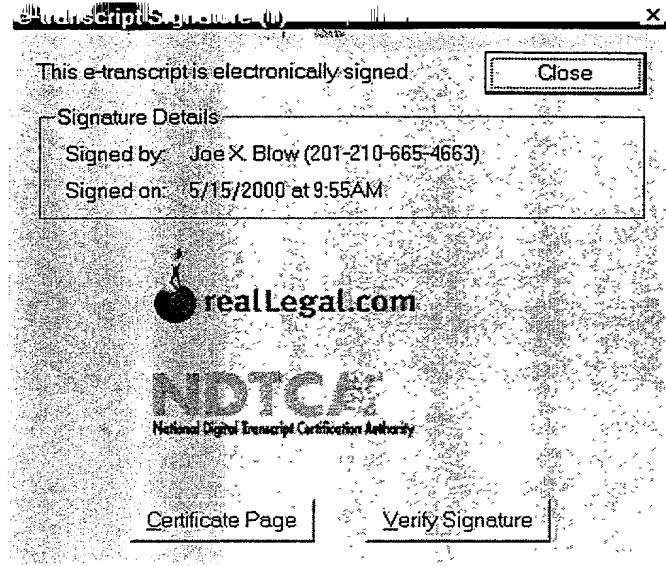 e-transcript Signature (1)
This e-transcript is electronically signed
Close
Signature Details
Signed by: Joe X. Blow (201-210-665-4663)
Signed on: 5/15/2000 at 9:55AM
realLegal.com
NDTCA
National Digital Transcript Certification Authority
Certificate Page
Verify Signature